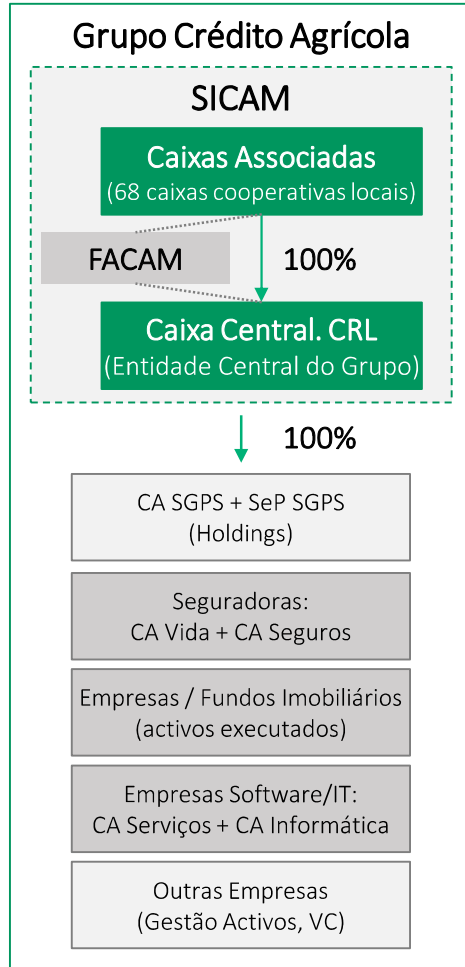 Grupo Crédito Agrícola
SICAM
Caixas Associadas
(68 caixas cooperativas locais)
FACAM
100%
Caixa Central. CRL
(Entidade Central do Grupo)
100%
CA SGPS + SeP SGPS
(Holdings)
Seguradoras:
CA Vida + CA Seguros
Empresas / Fundos Imobiliários
(activos executados)
Empresas Software/IT:
CA Serviços + CA Informática
Outras Empresas
(Gestão Activos, VC)